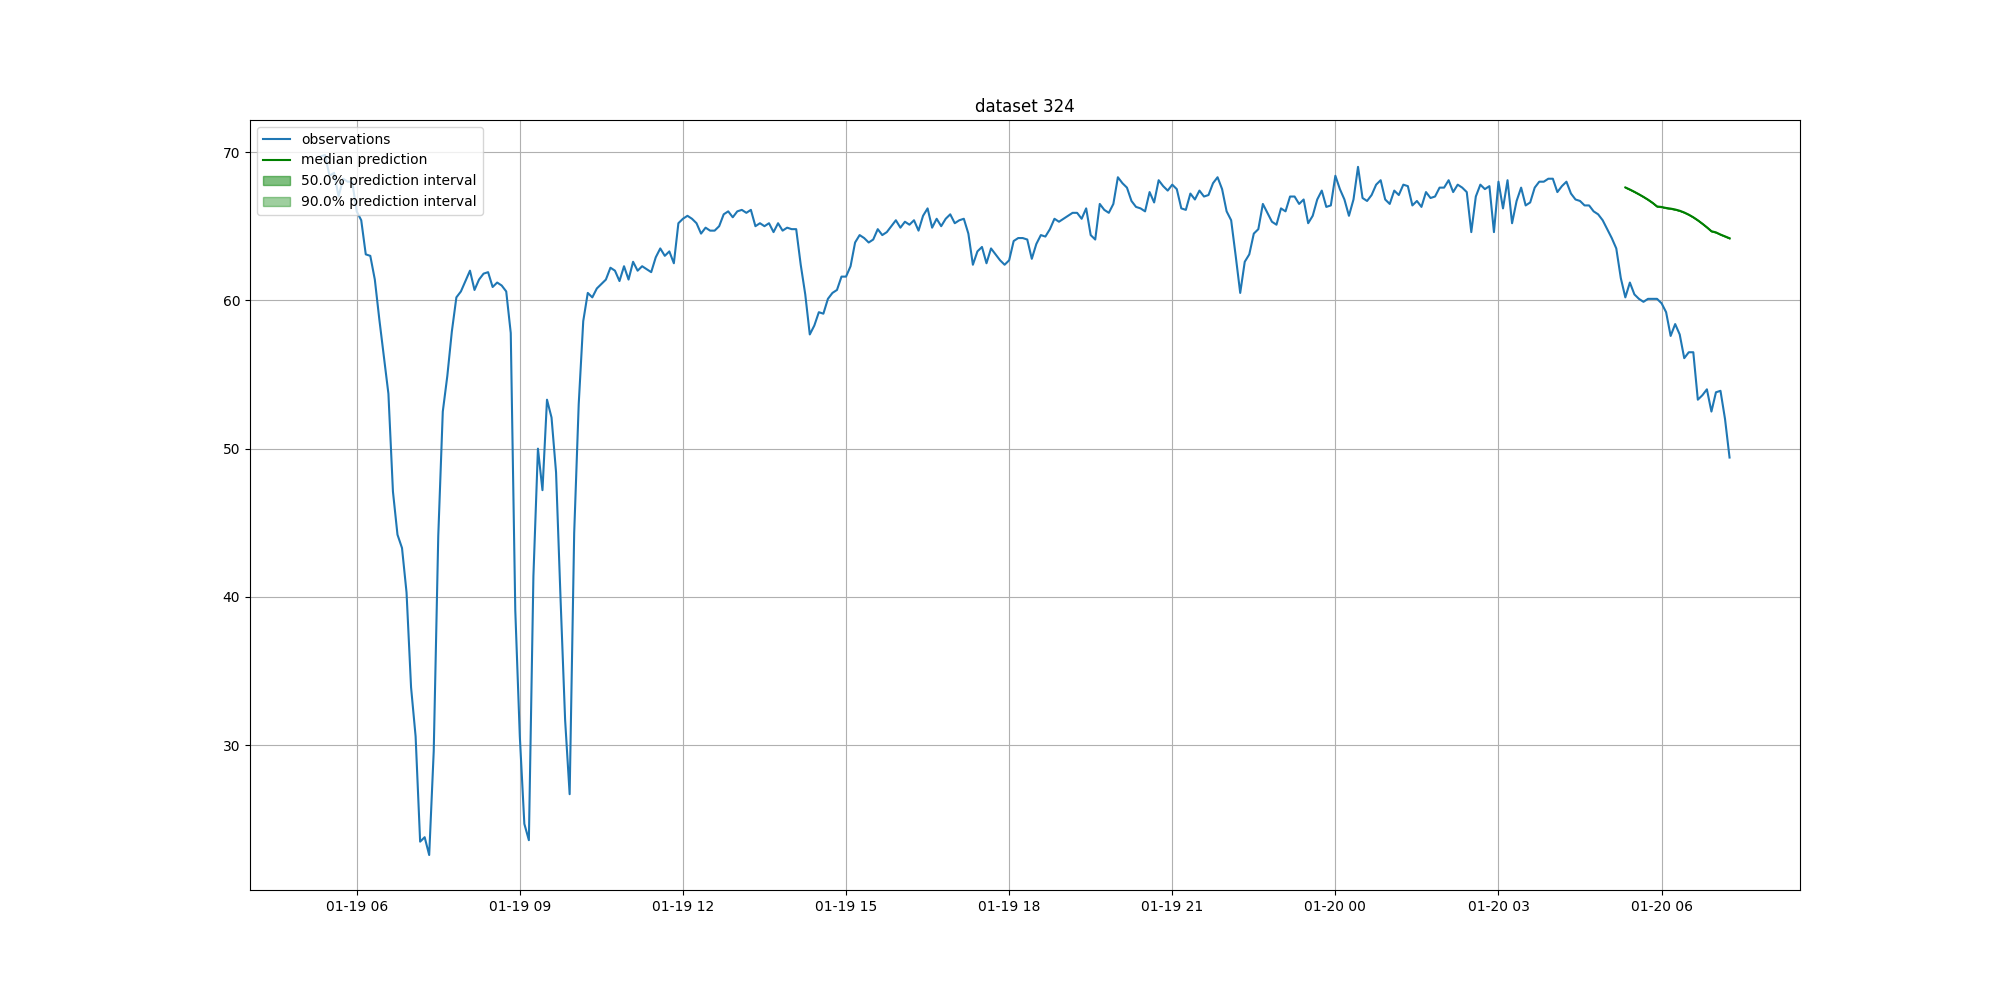 dataset 324
observations
median prediction
50.0% prediction interval
90.0% prediction interval
70
60
50
40
30
01-19 06
01-19 09
01-19 12
01-19 15
01-19 18
01-19 21
01-20 00
01-20 03
01-20 06